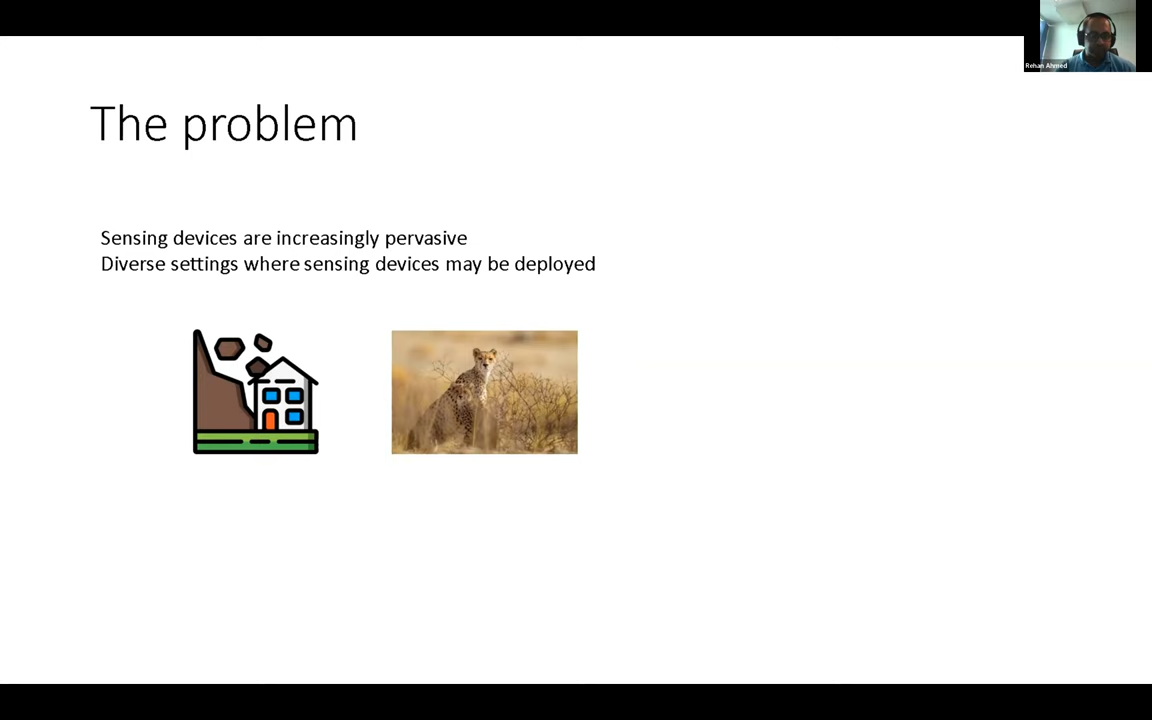 Rehan Ahmed
The problem
Sensing devices are increasingly pervasive
Diverse settings where sensing devices may be deployed